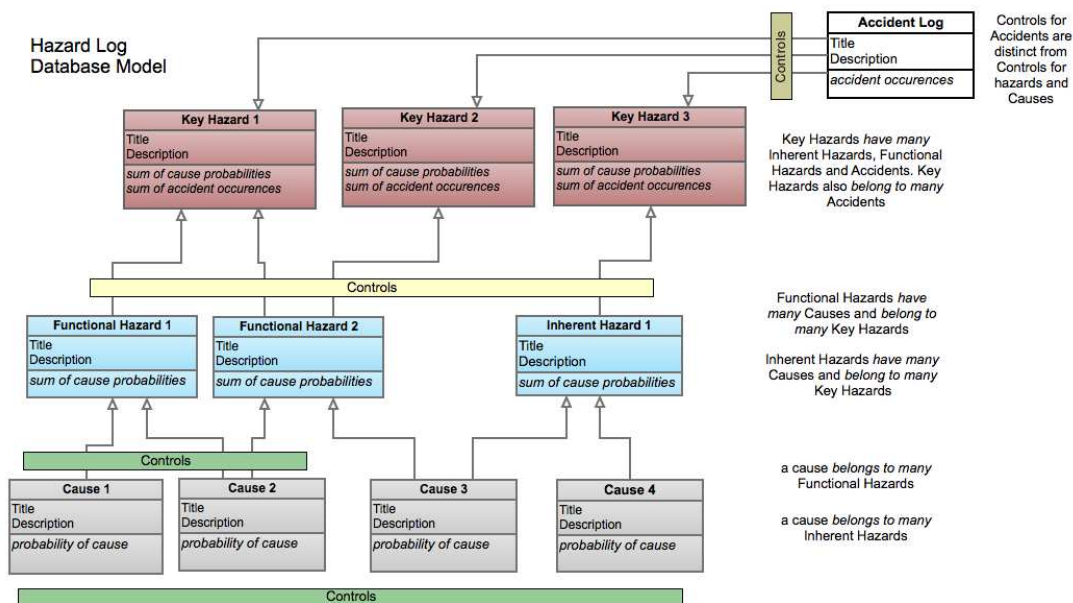 Hazard Log
Database Model
Controls
Accident Log
Title
Description
accident occurences
Controls for
Accidents are
distinct from
Controls for
hazards and
Causes
Key Hazard 1
Title
Description
sum of cause probabilities
sum of accident occurences
Key Hazard 2
Title
Description
sum of cause probabilities
sum of accident occurences
Key Hazard 3
Title
Description
sum of cause probabilities
sum of accident occurences
Key Hazards have many
Inherent Hazards, Functional
Hazards and Accidents. Key
Hazards also belong to many
Accidents
Controls
Functional Hazard 1
Title
Description
sum of cause probabilities
Functional Hazard 2
Title
Description
sum of cause probabilities
Inherent Hazard 1
Title
Description
sum of cause probabilities
Functional Hazards have
many Causes and belong to
many Key Hazards
Inherent Hazards have many
Causes and belong to many
Key Hazards
Controls
Cause 1
Title
Description
probability of cause
Cause 2
Title
Description
probability of cause
Cause 3
Title
Description
probability of cause
Cause 4
Title
Description
probability of cause
a cause belongs to many
Functional Hazards
a cause belongs to many
Inherent Hazards
Controls